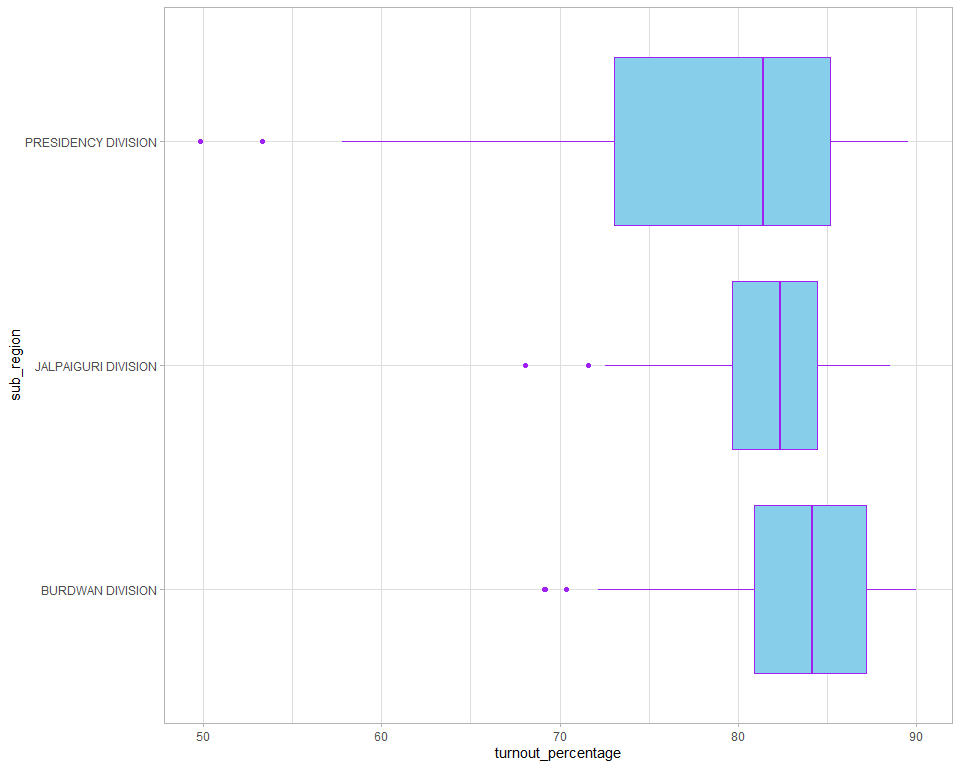 sub_region
PRESIDENCY DIVISION
JALPAIGURI DIVISION
BURDWAN DIVISION
50 60 70 80 90
turnout_percentage